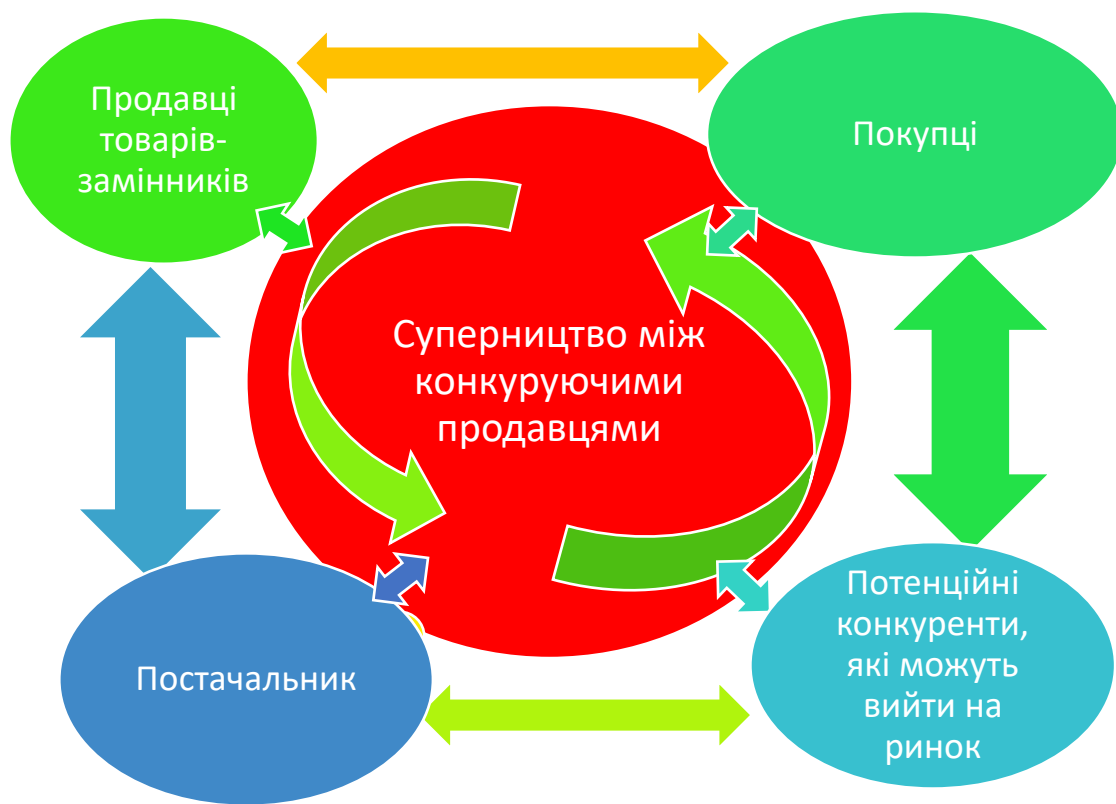 Продавці
товарів-
замінників
Покупці
Суперництво між
конкуруючими
продавцями
Постачальник
Потенційні
конкуренти,
які можуть
вийти на
ринок